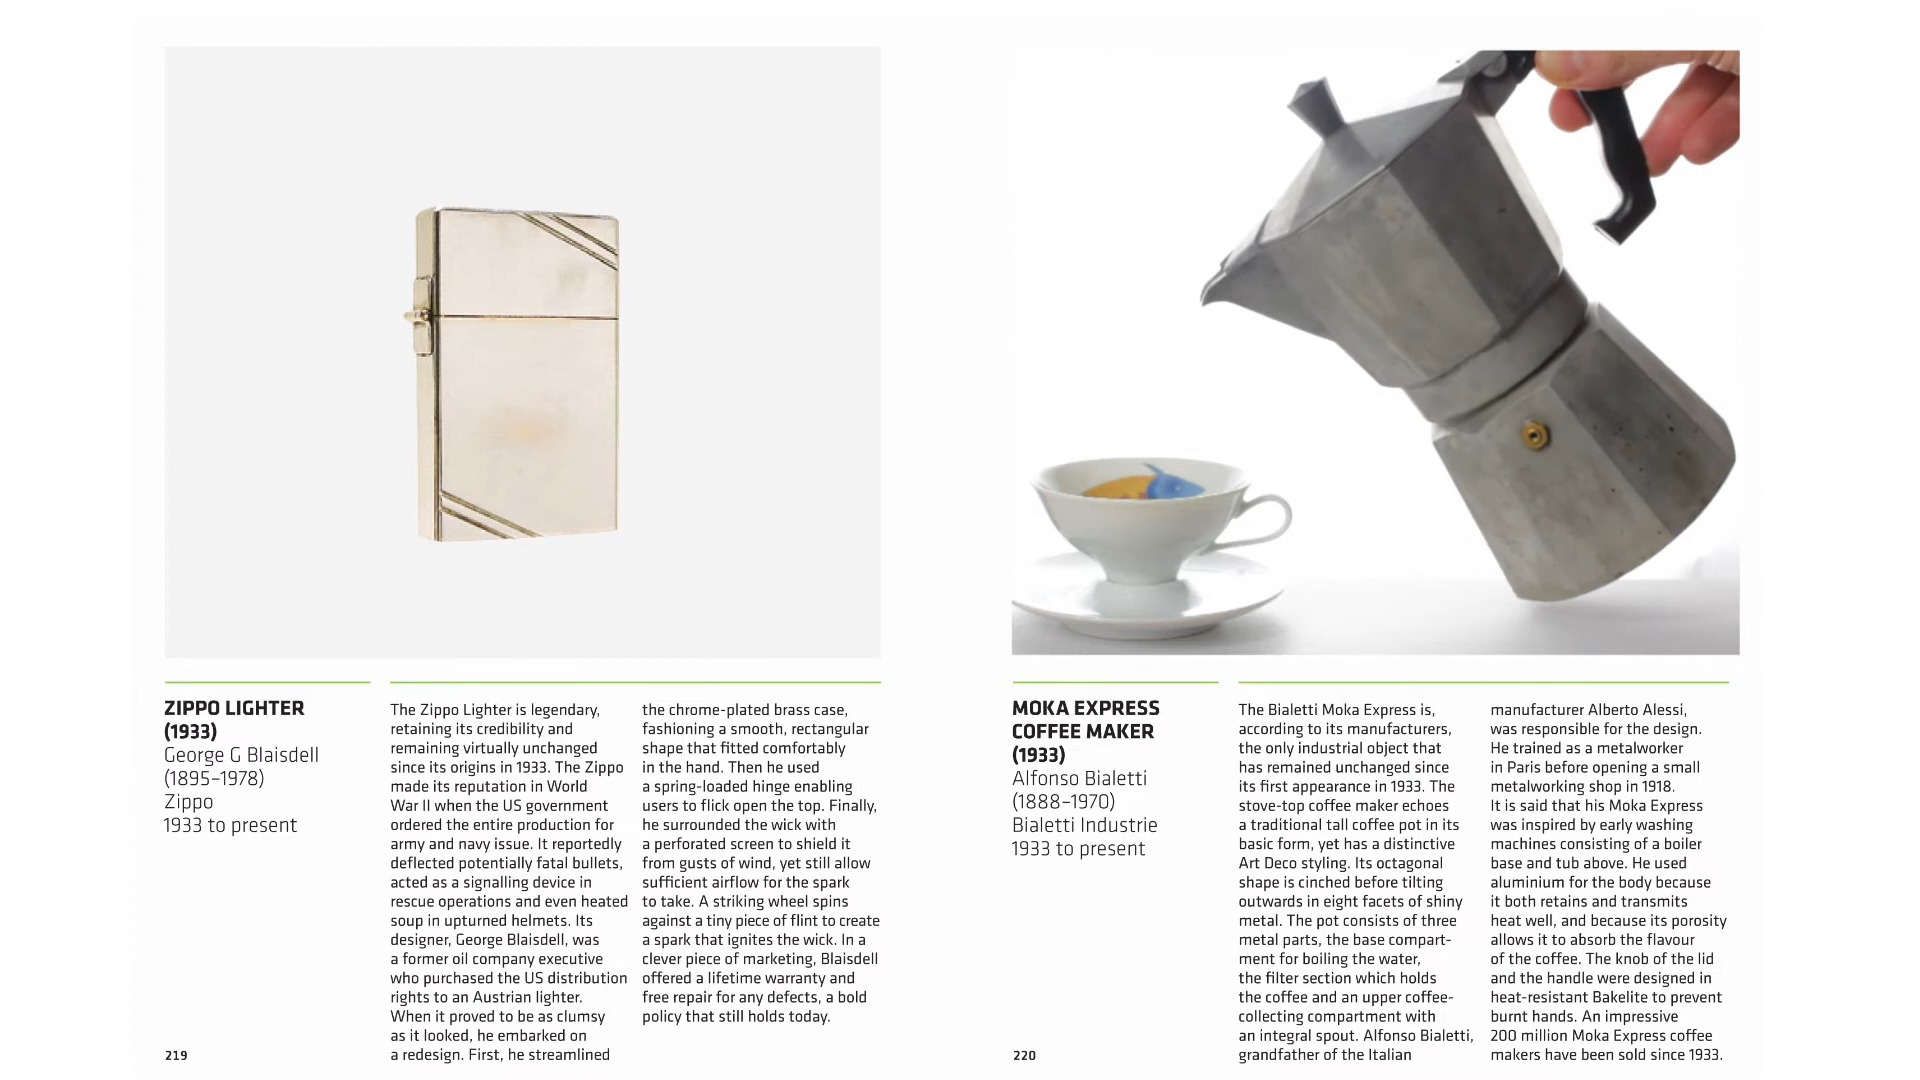 ZIPPO LIGHTER
(1933)
George G Blaisdell
(1895–1978)
Zippo
1933 to present
The Zippo Lighter is legendary,
retaining its credibility and
remaining virtually unchanged
since its origins in 1933. The Zippo
made its reputation in World
War II when the US government
ordered the entire production for
army and navy issue. It reportedly
deflected potentially fatal bullets,
acted as a signalling device in
rescue operations and even heated
soup in upturned helmets. Its
designer, George Blaisdell, was
a former oil company executive
who purchased the US distribution
rights to an Austrian lighter.
When it proved to be as clumsy
as it looked, he embarked on
a redesign. First, he streamlined
the chrome-plated brass case,
fashioning a smooth, rectangular
shape that fitted comfortably
in the hand. Then he used
a spring-loaded hinge enabling
users to flick open the top. Finally,
he surrounded the wick with
a perforated screen to shield it
from gusts of wind, yet still allow
sufficient airflow for the spark
to take. A striking wheel spins
against a tiny piece of flint to create
a spark that ignites the wick. In a
clever piece of marketing, Blaisdell
offered a lifetime warranty and
free repair for any defects, a bold
policy that still holds today.
219
MOKA EXPRESS
COFFEE MAKER
(1933)
Alfonso Bialetti
(1888–1970)
Bialetti Industrie
1933 to present
The Bialetti Moka Express is,
according to its manufacturers,
the only industrial object that
has remained unchanged since
its first appearance in 1933. The
stove-top coffee maker echoes
a traditional tall coffee pot in its
basic form, yet has a distinctive
Art Deco styling. Its octagonal
shape is cinched before tilting
outwards in eight facets of shiny
metal. The pot consists of three
metal parts, the base compart-
ment for boiling the water,
the filter section which holds
the coffee and an upper coffee-
collecting compartment with
an integral spout. Alfonso Bialetti,
grandfather of the Italian
manufacturer Alberto Alessi,
was responsible for the design.
He trained as a metalworker
in Paris before opening a small
metalworking shop in 1918.
It is said that his Moka Express
was inspired by early washing
machines consisting of a boiler
base and tub above. He used
aluminium for the body because
it both retains and transmits
heat well, and because its porosity
allows it to absorb the flavour
of the coffee. The knob of the lid
and the handle were designed in
heat-resistant Bakelite to prevent
burnt hands. An impressive
200 million Moka Express coffee
makers have been sold since 1933.
220